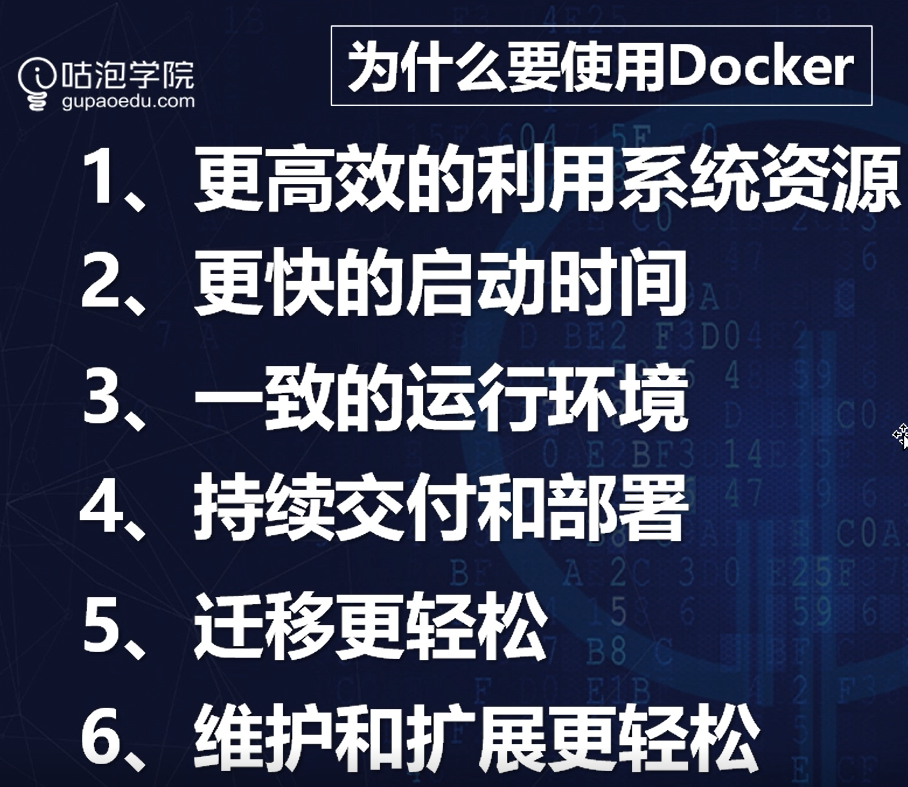 咕泡学院
gupaoedu.com
为什么要使用Docker
1、更高效的利用系统资源
2、更快的启动时间
3、一致的运行环境
4、持续交付和部署
5、迁移更轻松
6、维护和扩展更轻松